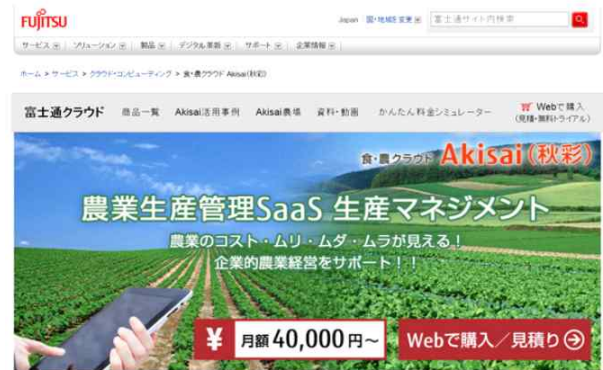 FUJITSU
Japan 国・地域を変更 富士通サイト内検索
サービス ソリューション 製品 デジタル革新 サポート 企業情報
ホーム > サービス > クラウド・コンピューティング > 食・農クラウド Akisai(秋彩)
富士通クラウド 商品一覧 Akisai活用事例 Akisai農場 資料・動画 かんたん料金シミュレーター Webで購入
(見積・無料トライアル)
食・農クラウド Akisai(秋彩)
農業生産管理SaaS 生産マネジメント
農業のコスト・ムリ・ムダ・ムラが見える!
企業的農業経営をサポート!!
¥ 月額 40,000 円～ Webで購入／見積り